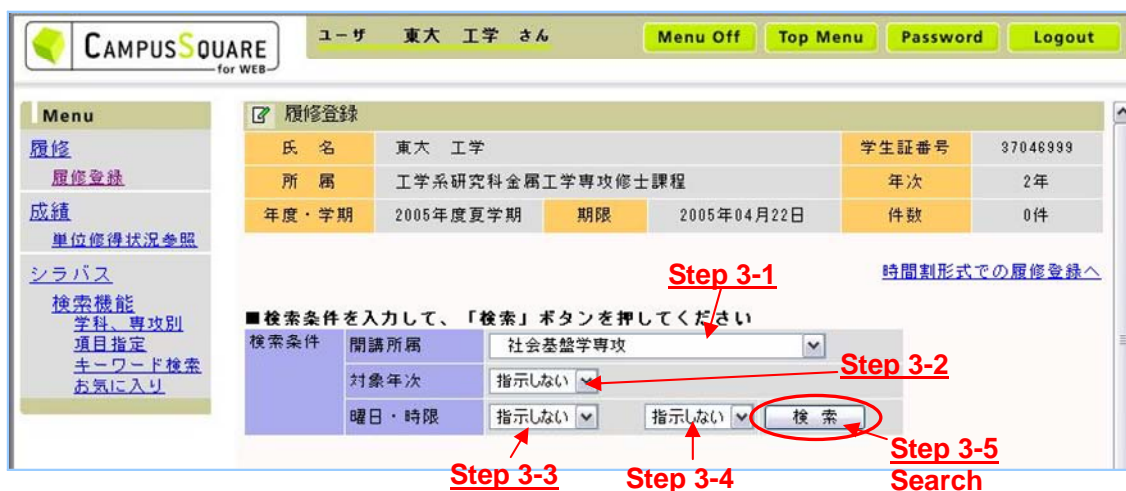 CAMPUSSQUARE
for WEB
ユーザ 東大 工学 さん
Menu Off Top Menu Password Logout
Menu
履修
履修登録
成績
単位修得状況参照
シラバス
検索機能
学科、専攻別
項目指定
キーワード検索
お気に入り
履修登録
氏 名 東大 工学 学生証番号 37046999
所 属 工学系研究科金属工学専攻修士課程 年次 2年
年度・学期 2005年度夏学期 期限 2005年04月22日 件数 0件
時間割形式での履修登録へ
Step 3-1
■検索条件を入力して、「検索」ボタンを押してください
検索条件 開講所属 社会基盤学専攻
対象年次 指示しない
Step 3-2
曜日・時限 指示しない 指示しない 検 索
Step 3-3
Step 3-4
Step 3-5
Search